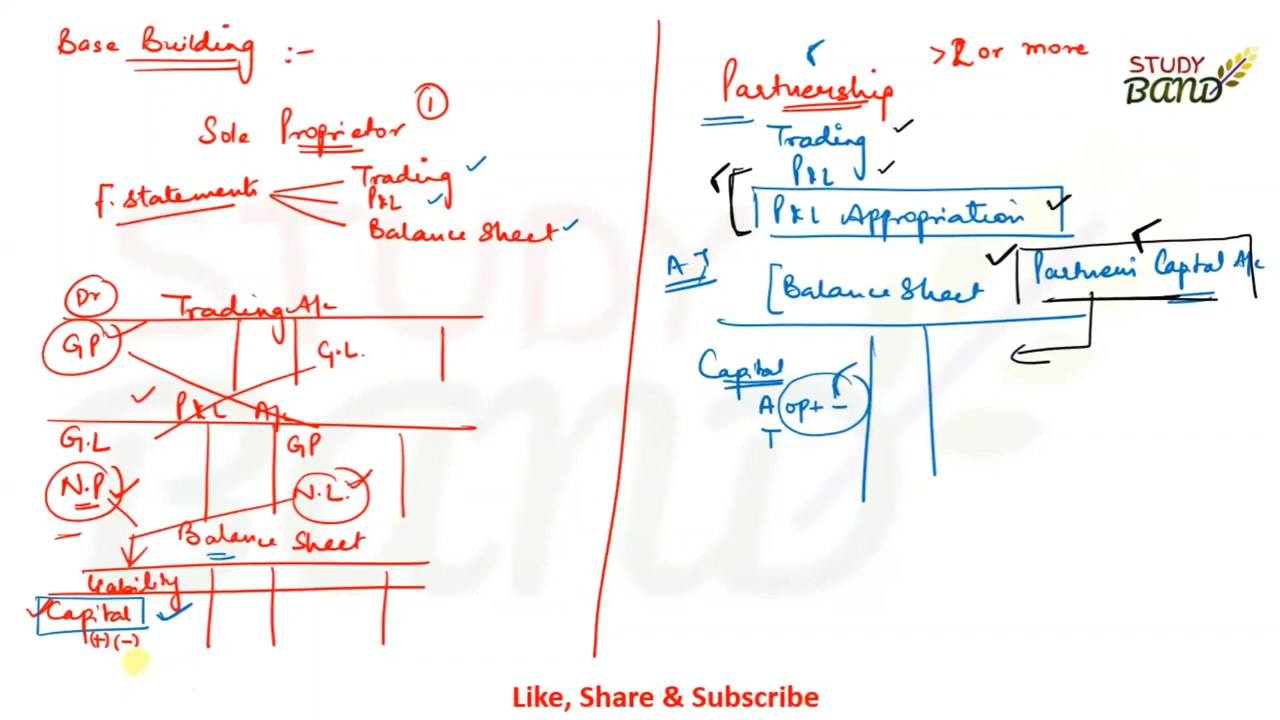 Base Building :-
Sole Proprietor 1
F. statements
Trading
P&L
Balance Sheet
Dr
Trading A/c
GP
G.L.
P&L A/c
G.L
GP
N.P
N.L.
Balance Sheet
Liability
Capital
(+) (-)
>2 or more
Partnership
STUDY
BAND
Trading
P&L
P&L Appropriation
A
T
Balance Sheet
Partners Capital A/c
Capital
A op+ -
T
Like, Share & Subscribe